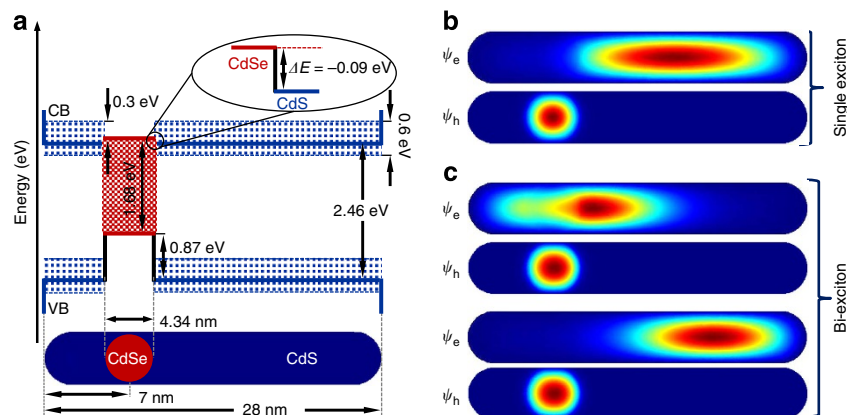 a
Energy (eV)
CB
0.3 eV
CdSe
ΔE = –0.09 eV
CdS
0.6 eV
1.68 eV
2.46 eV
0.87 eV
VB
4.34 nm
CdSe
CdS
7 nm
28 nm
b
ψe
ψh
Single exciton
c
ψe
ψh
ψe
ψh
Bi-exciton